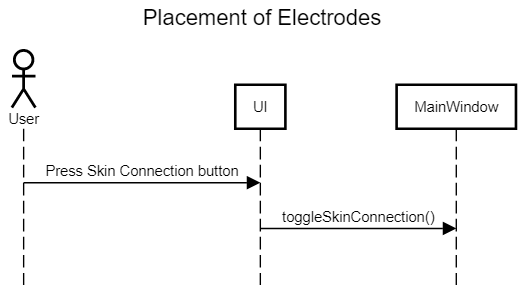 Placement of Electrodes
User
UI
MainWindow
Press Skin Connection button
toggleSkinConnection()